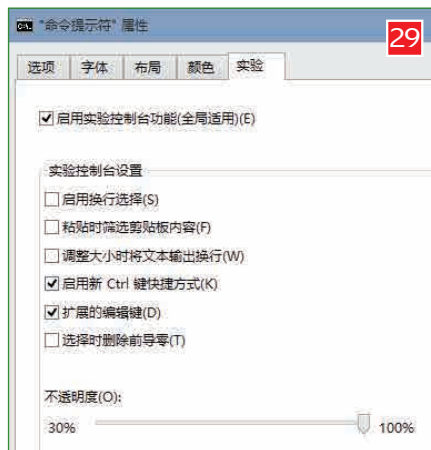 "命令提示符" 属性
29
选项 字体 布局 颜色 实验
启用实验控制台功能(全局适用)(E)
实验控制台设置
启用换行选择(S)
粘贴时筛选剪贴板内容(F)
调整大小时将文本输出换行(W)
启用新 Ctrl 键快捷方式(K)
扩展的编辑键(D)
选择时删除前导零(T)
不透明度(O):
30% 100%